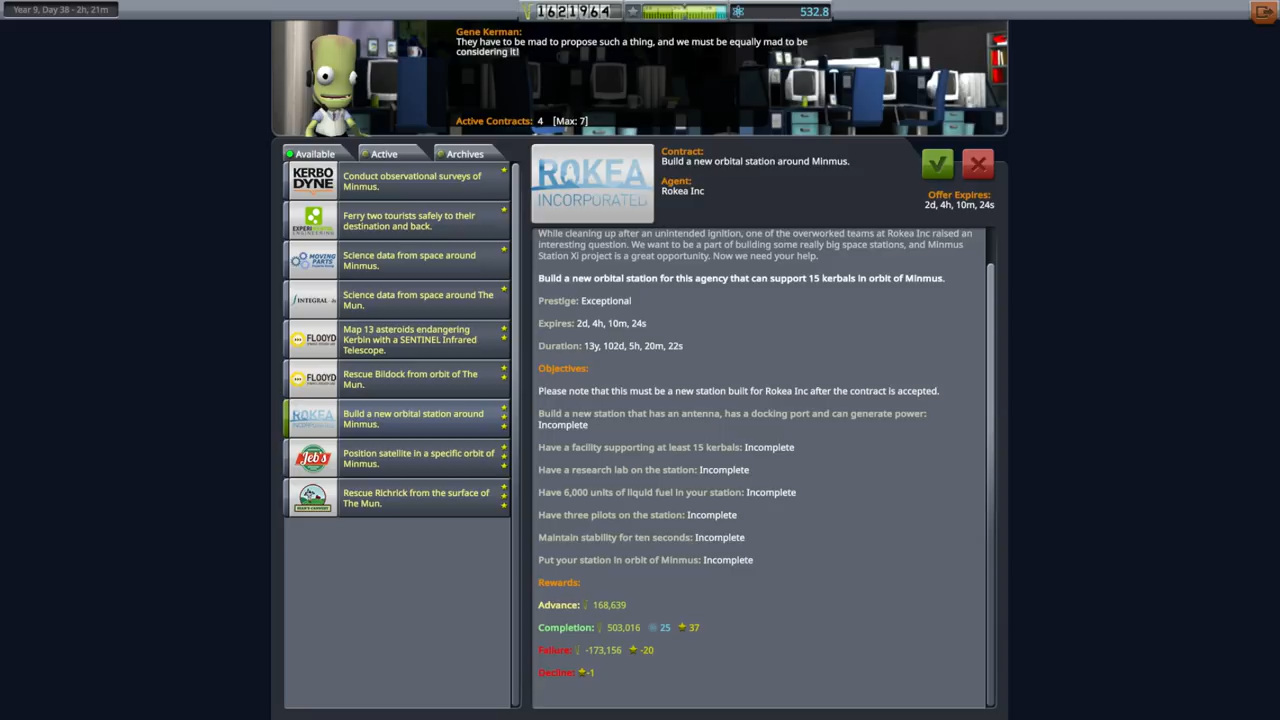 Year 9, Day 38 - 2h, 21m
1621964
532.8
Gene Kerman:
They have to be mad to propose such a thing, and we must be equally mad to be
considering it!
Active Contracts: 4 [Max: 7]
Available
Active
Archives
KERBO
DYNE
Conduct observational surveys of
Minmus.
Ferry two tourists safely to their
destination and back.
MOVING
PARTS
Science data from space around
Minmus.
INTEGRAL
Science data from space around The
Mun.
FLOOYD
Map 13 asteroids endangering
Kerbin with a SENTINEL Infrared
Telescope.
FLOOYD
Rescue Bildock from orbit of The
Mun.
ROKEA
INCORPORATED
Build a new orbital station around
Minmus.
Jeb's
Position satellite in a specific orbit of
Minmus.
Rescue Richrick from the surface of
The Mun.
ROKEA
INCORPORATED
Contract:
Build a new orbital station around Minmus.
Agent:
Rokea Inc
Offer Expires:
2d, 4h, 10m, 24s
While cleaning up after an unintended ignition, one of the overworked teams at Rokea Inc raised an
interesting question. We want to be a part of building some really big space stations, and Minmus
Station Xi project is a great opportunity. Now we need your help.
Build a new orbital station for this agency that can support 15 kerbals in orbit of Minmus.
Prestige: Exceptional
Expires: 2d, 4h, 10m, 24s
Duration: 13y, 102d, 5h, 20m, 22s
Objectives:
Please note that this must be a new station built for Rokea Inc after the contract is accepted.
Build a new station that has an antenna, has a docking port and can generate power:
Incomplete
Have a facility supporting at least 15 kerbals: Incomplete
Have a research lab on the station: Incomplete
Have 6,000 units of liquid fuel in your station: Incomplete
Have three pilots on the station: Incomplete
Maintain stability for ten seconds: Incomplete
Put your station in orbit of Minmus: Incomplete
Rewards:
Advance: 168,639
Completion: 503,016 25 37
Failure: -173,156 -20
Decline: -1